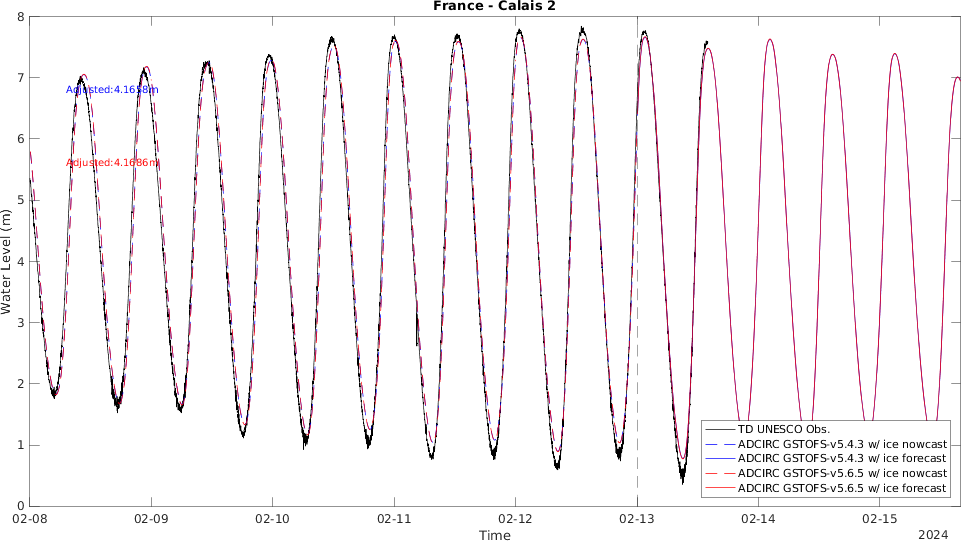 France - Calais 2
8
7
6
5
4
3
2
1
0
Water Level (m)
Adjusted:4.1658m
Adjusted:4.1686m
TD UNESCO Obs.
ADCIRC GSTOFS-v5.4.3 w/ ice nowcast
ADCIRC GSTOFS-v5.4.3 w/ ice forecast
ADCIRC GSTOFS-v5.6.5 w/ ice nowcast
ADCIRC GSTOFS-v5.6.5 w/ ice forecast
02-08 02-09 02-10 02-11 02-12 02-13 02-14 02-15
Time
2024